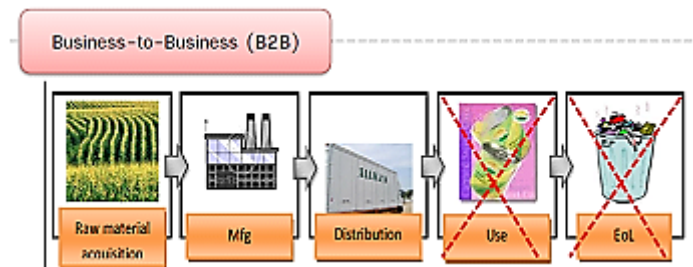 Business-to-Business (B2B)
Raw material
acquisition
Mfg
Distribution
Use
EoL